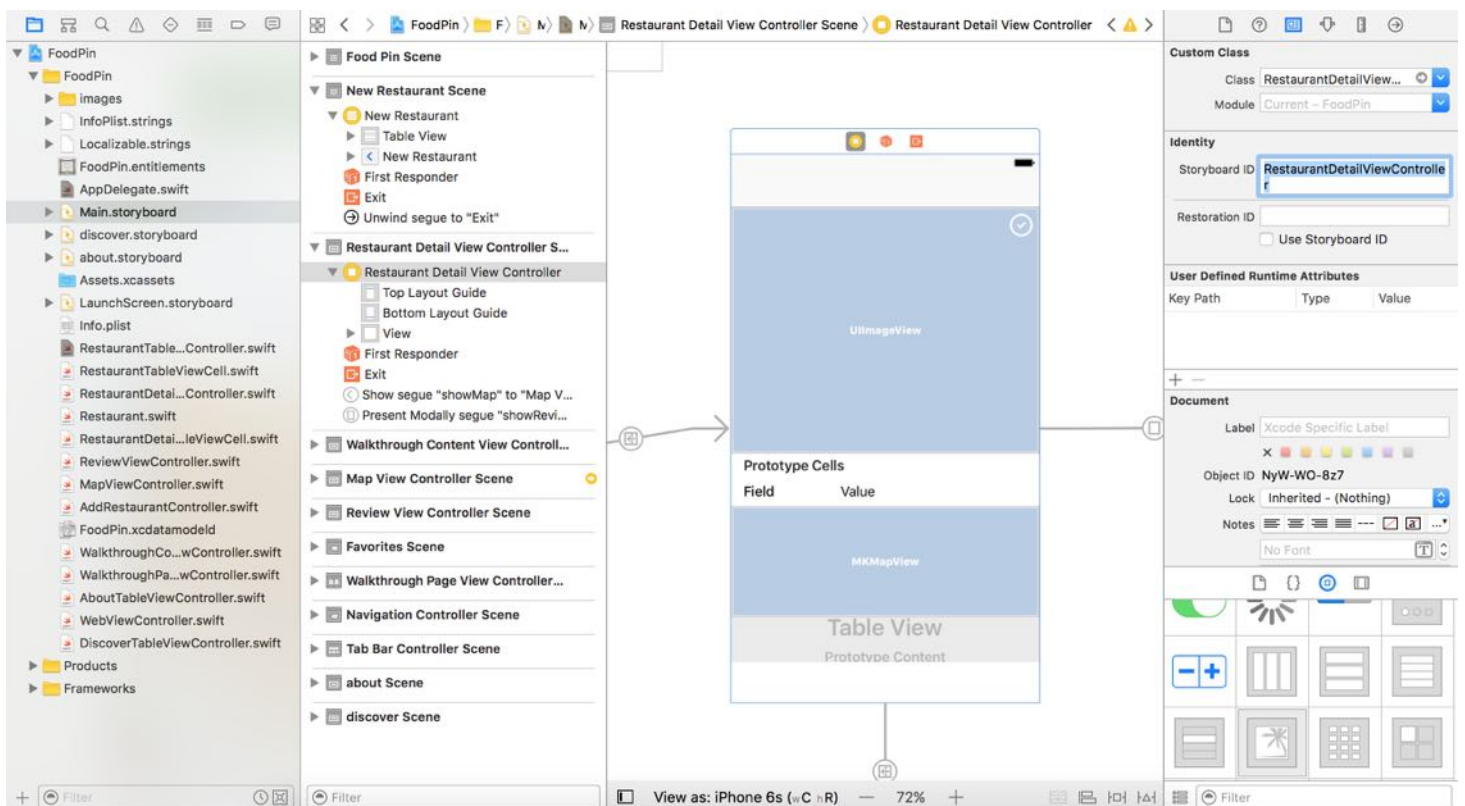 FoodPin
F
M
M
Restaurant Detail View Controller Scene
Restaurant Detail View Controller
FoodPin
FoodPin
images
InfoPlist.strings
Localizable.strings
FoodPin.entitlements
AppDelegate.swift
Main.storyboard
discover.storyboard
about.storyboard
Assets.xcassets
LaunchScreen.storyboard
Info.plist
RestaurantTable...Controller.swift
RestaurantTableViewCell.swift
RestaurantDetai...Controller.swift
Restaurant.swift
RestaurantDetai...leViewCell.swift
ReviewViewController.swift
MapViewController.swift
AddRestaurantController.swift
FoodPin.xcdatamodeld
WalkthroughCo...wController.swift
WalkthroughPa...wController.swift
AboutTableViewController.swift
WebViewController.swift
DiscoverTableViewController.swift
Products
Frameworks
Filter
Food Pin Scene
New Restaurant Scene
New Restaurant
Table View
New Restaurant
First Responder
Exit
Unwind segue to "Exit"
Restaurant Detail View Controller S...
Restaurant Detail View Controller
Top Layout Guide
Bottom Layout Guide
View
First Responder
Exit
Show segue "showMap" to "Map V...
Present Modally segue "showRevi...
Walkthrough Content View Controll...
Map View Controller Scene
Review View Controller Scene
Favorites Scene
Walkthrough Page View Controller...
Navigation Controller Scene
Tab Bar Controller Scene
about Scene
discover Scene
Filter
UIImageView
Prototype Cells
Field Value
MKMapView
Table View
Prototype Content
View as: iPhone 6s (wC hR) — 72% +
Custom Class
Class RestaurantDetailView...
Module Current – FoodPin
Identity
Storyboard ID RestaurantDetailViewControlle
r
Restoration ID
Use Storyboard ID
User Defined Runtime Attributes
Key Path Type Value
Document
Label Xcode Specific Label
Object ID NyW-WO-8z7
Lock Inherited - (Nothing)
Notes
No Font
Filter